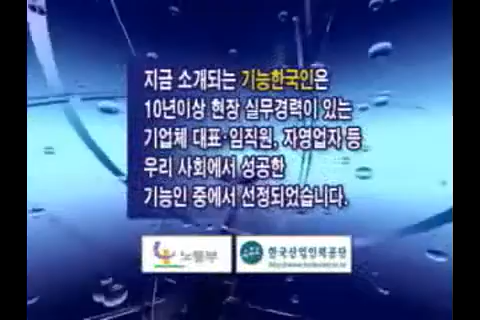 지금 소개되는 기능한국인은
10년이상 현장 실무경력이 있는
기업체 대표·임직원, 자영업자 등
우리 사회에서 성공한
기능인 중에서 선정되었습니다.
노동부
한국산업인력공단